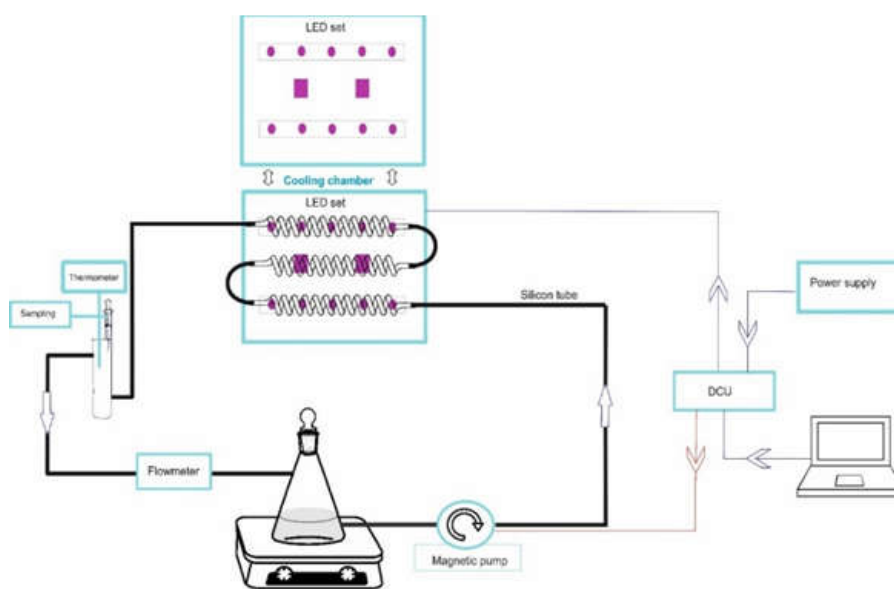 LED set
Cooling chamber
LED set
Thermometer
Sampling
Silicon tube
Power supply
DCU
Flowmeter
Magnetic pump